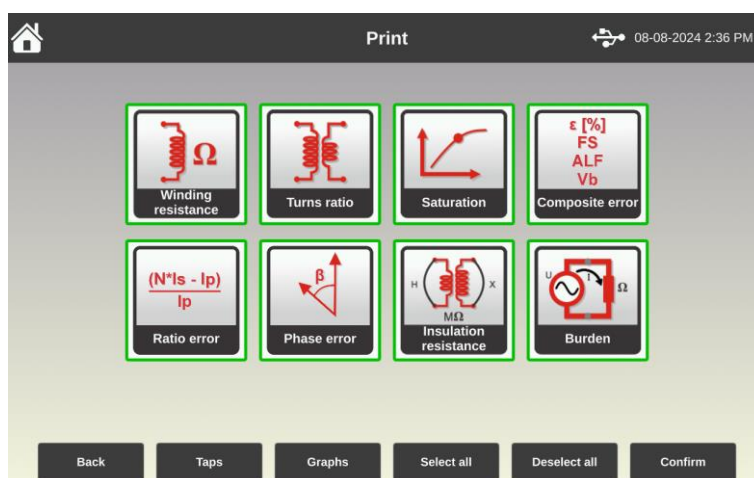 Print
08-08-2024 2:36 PM
Ω
Winding
resistance
Turns ratio
Saturation
ε [%]
FS
ALF
Vb
Composite error
(N*Is - Ip)
Ip
Ratio error
β
Phase error
H
X
MΩ
Insulation
resistance
U
I
Ω
Burden
Back
Taps
Graphs
Select all
Deselect all
Confirm